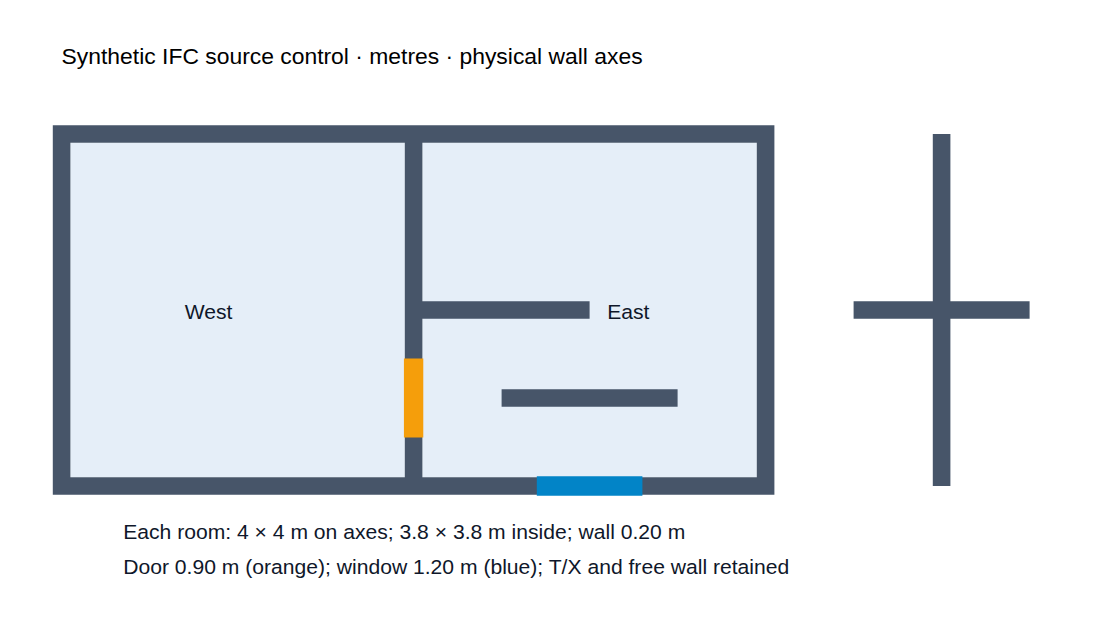 Synthetic IFC source control · metres · physical wall axes
West
East
Each room: 4 × 4 m on axes; 3.8 × 3.8 m inside; wall 0.20 m
Door 0.90 m (orange); window 1.20 m (blue); T/X and free wall retained